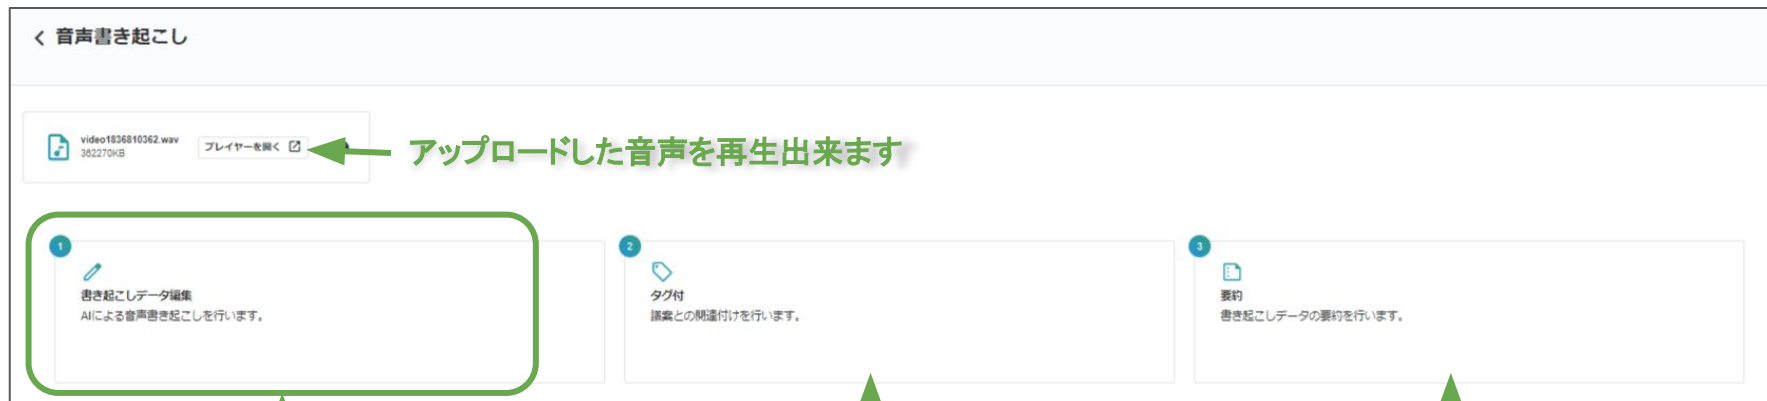 音声書き起こし
video1836810362.wav
362270KB
プレイヤーを開く
アップロードした音声を再生出来ます
1
書き起こしデータ編集
AIによる音声書き起こしを行います。
2
タグ付
議案との関連付けを行います。
3
要約
書き起こしデータの要約を行います。